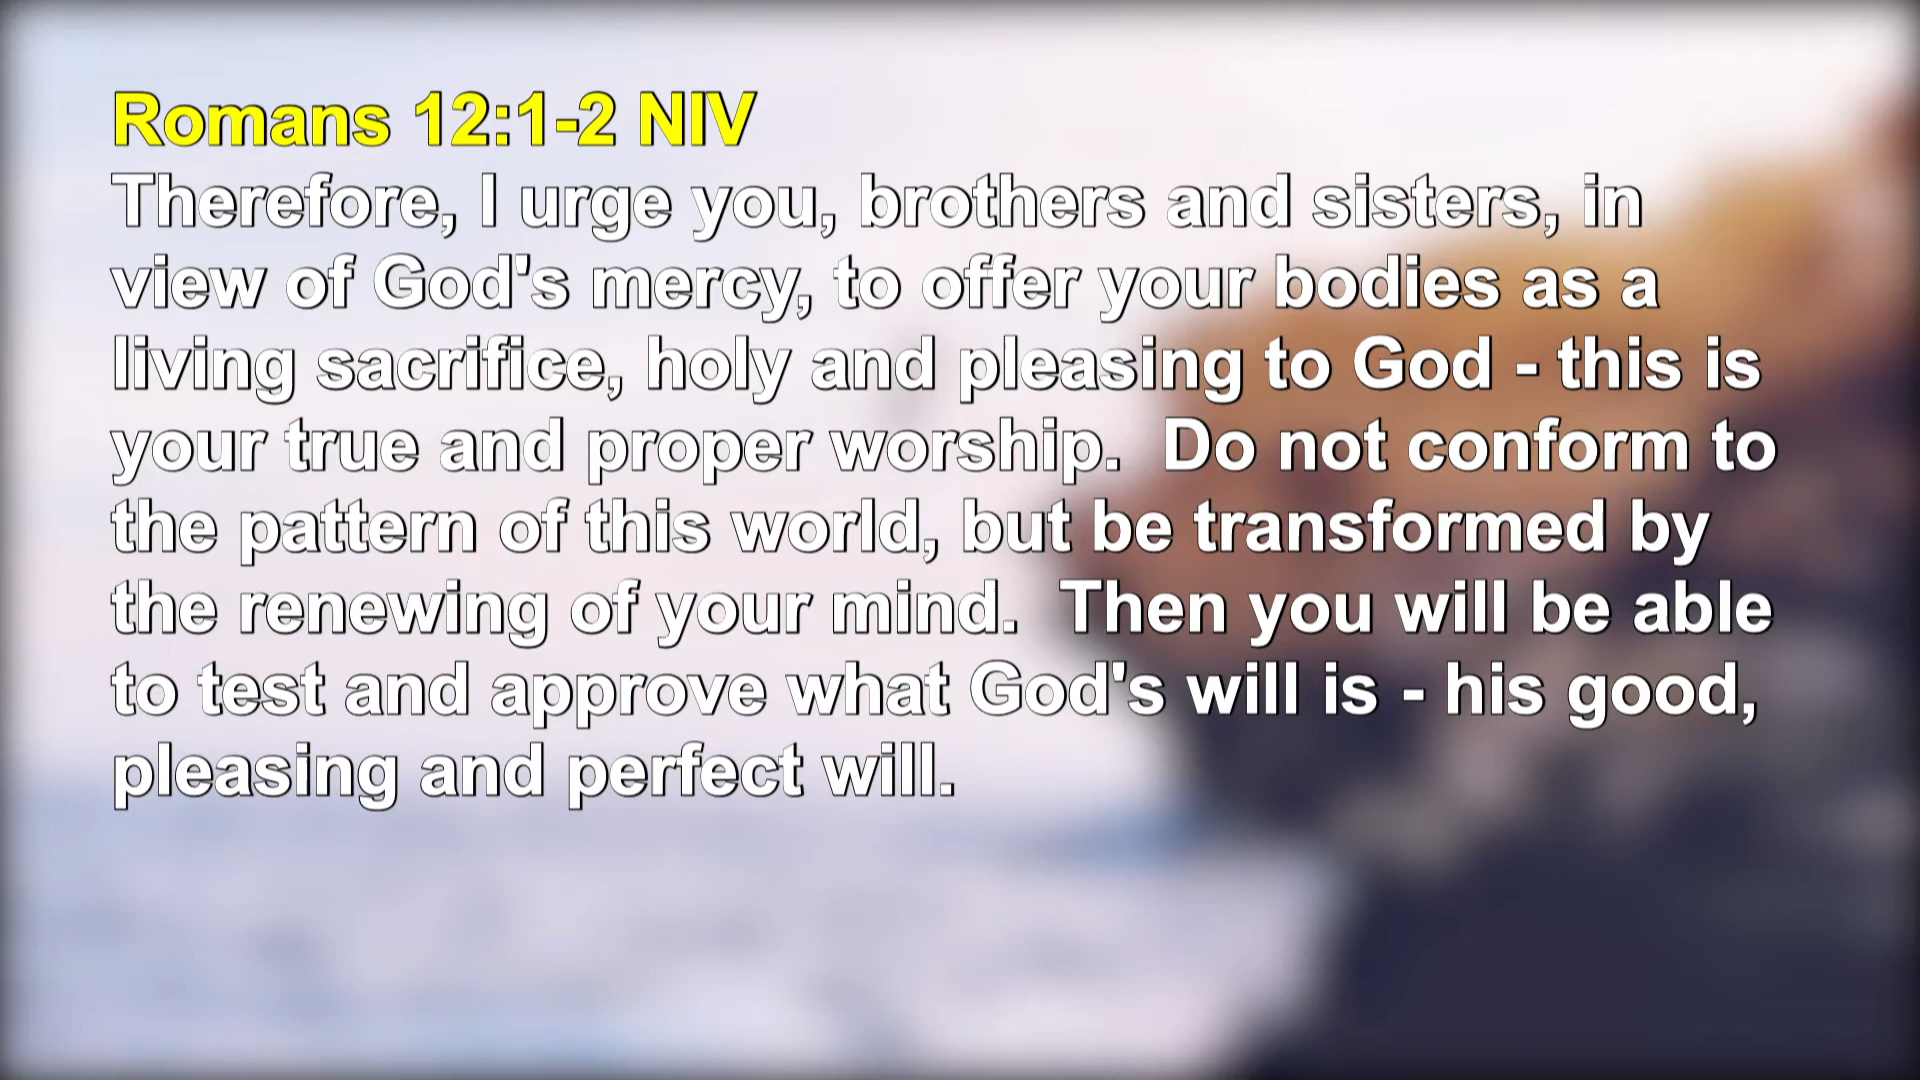 Romans 12:1-2 NIV
Therefore, I urge you, brothers and sisters, in
view of God's mercy, to offer your bodies as a
living sacrifice, holy and pleasing to God - this is
your true and proper worship.  Do not conform to
the pattern of this world, but be transformed by
the renewing of your mind.  Then you will be able
to test and approve what God's will is - his good,
pleasing and perfect will.